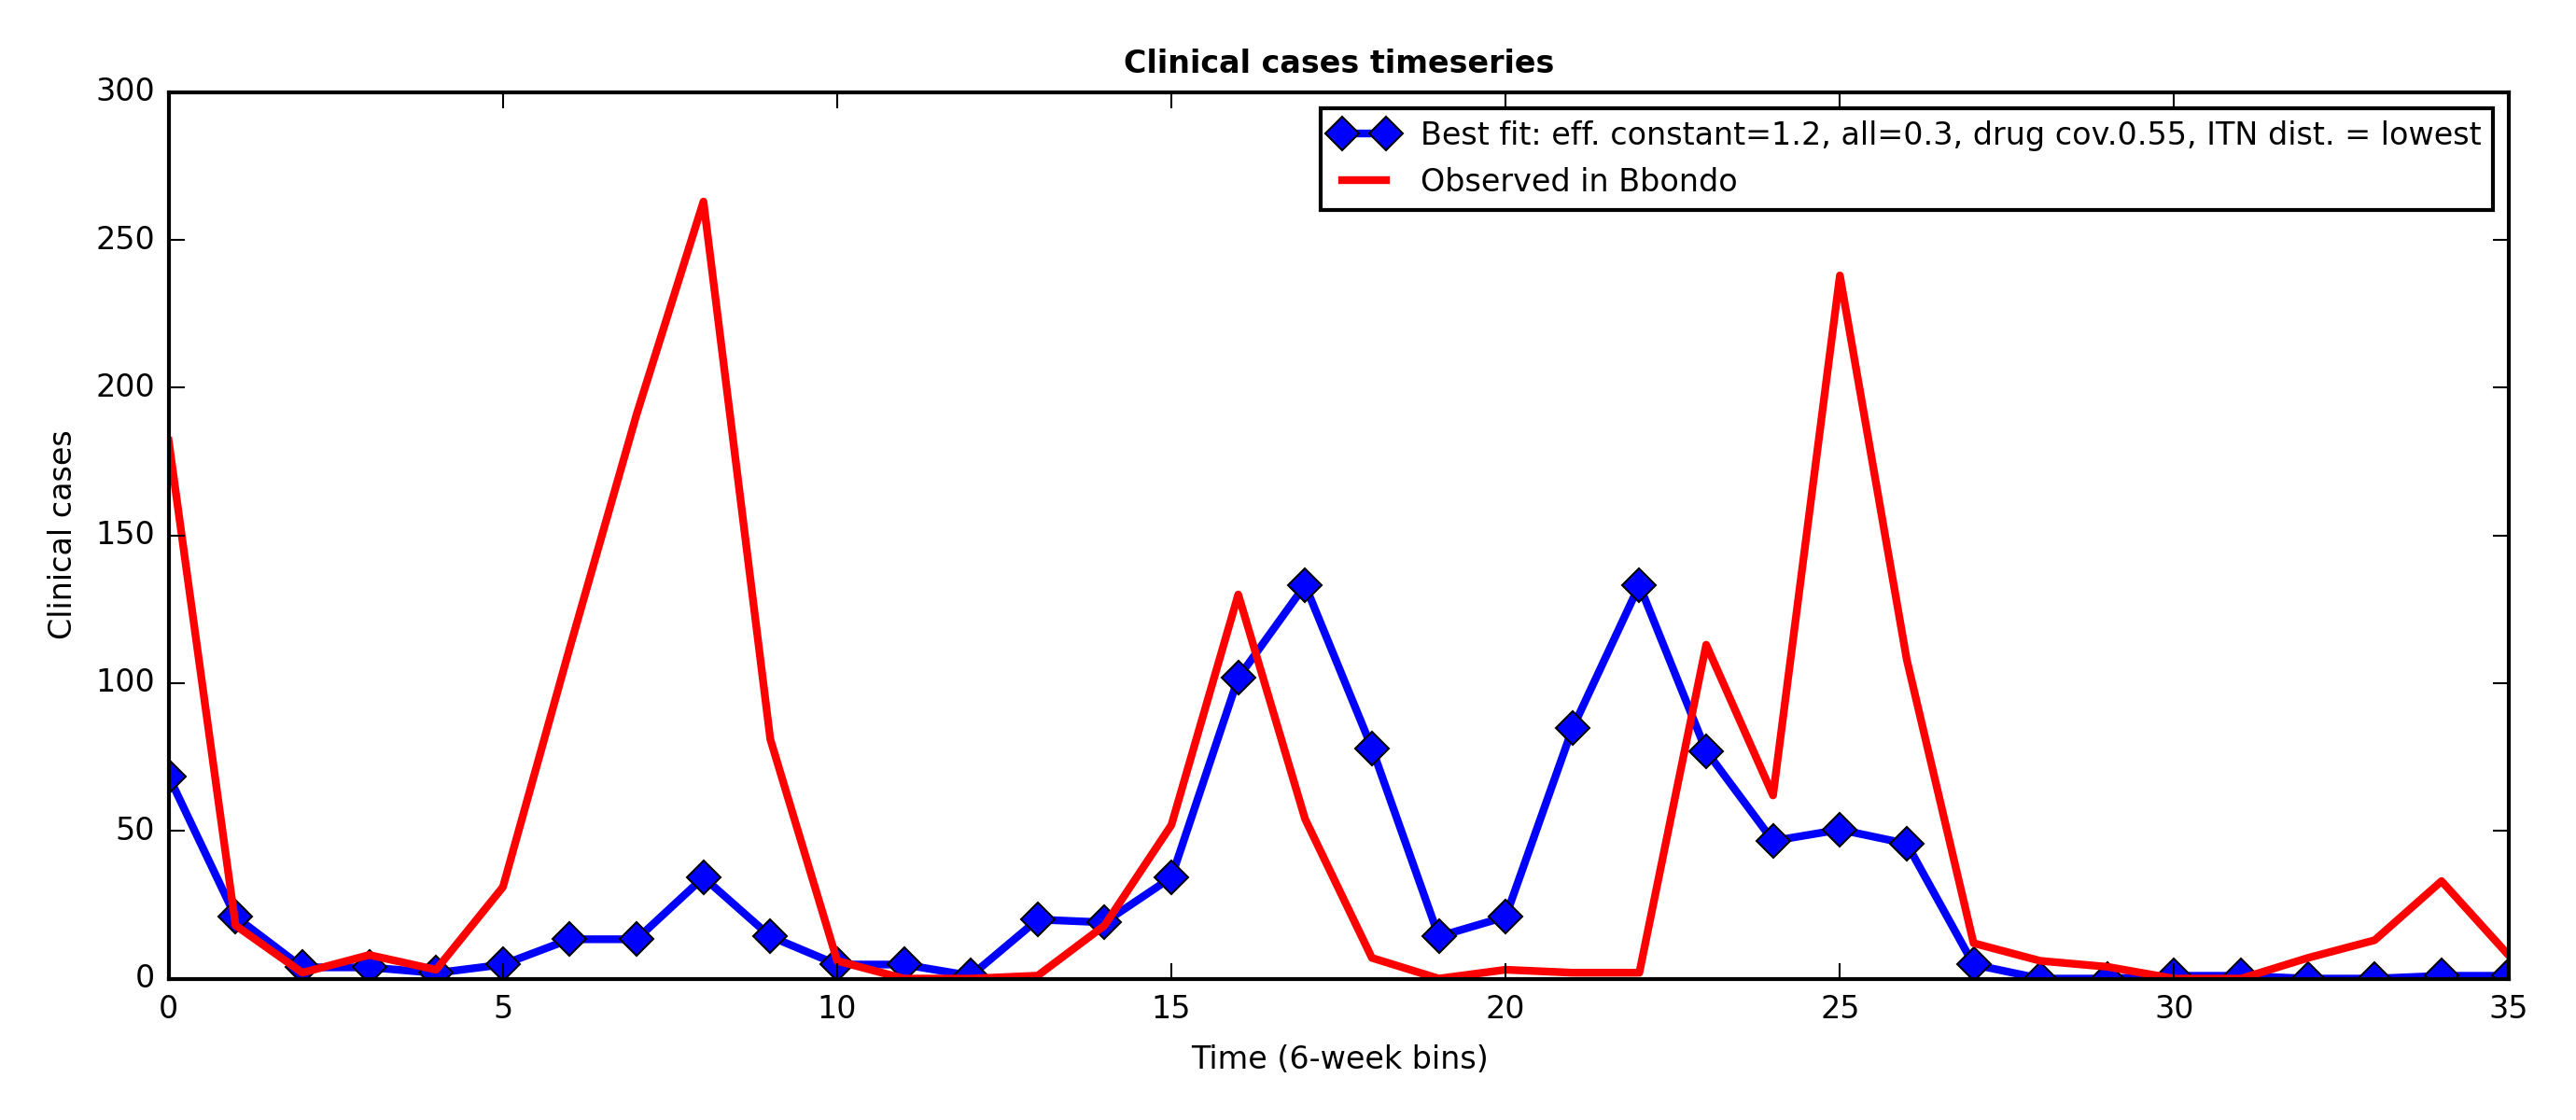 Clinical cases timeseries
300
250
200
150
100
50
0
Clinical cases
Best fit: eff. constant=1.2, all=0.3, drug cov.0.55, ITN dist. = lowest
Observed in Bbondo
0 5 10 15 20 25 30 35
Time (6-week bins)